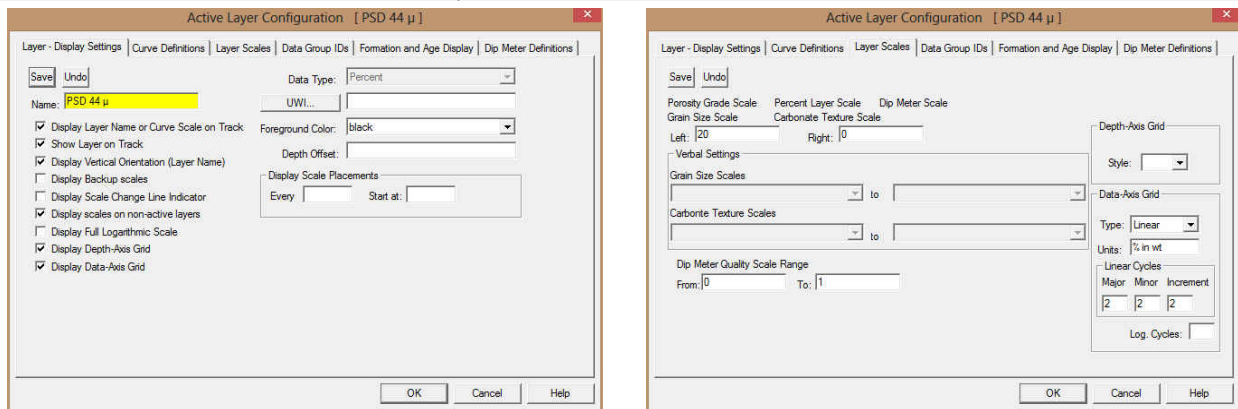 Active Layer Configuration [ PSD 44 µ ]
Layer - Display Settings Curve Definitions Layer Scales Data Group IDs Formation and Age Display Dip Meter Definitions
Save Undo
Data Type: Percent
Name: PSD 44 µ
UWI...
Display Layer Name or Curve Scale on Track
Foreground Color: black
Show Layer on Track
Depth Offset:
Display Vertical Orientation (Layer Name)
Display Backup scales
Display Scale Placements
Display Scale Change Line Indicator
Every Start at:
Display scales on non-active layers
Display Full Logarithmic Scale
Display Depth-Axis Grid
Display Data-Axis Grid
OK Cancel Help
Active Layer Configuration [ PSD 44 µ ]
Layer - Display Settings Curve Definitions Layer Scales Data Group IDs Formation and Age Display Dip Meter Definitions
Save Undo
Porosity Grade Scale Percent Layer Scale Dip Meter Scale
Grain Size Scale Carbonate Texture Scale
Left: 20 Right: 0
Verbal Settings
Grain Size Scales
to
Carbonte Texture Scales
to
Dip Meter Quality Scale Range
From: 0 To: 1
Depth-Axis Grid
Style:
Data-Axis Grid
Type: Linear
Units: % in wt
Linear Cycles
Major Minor Increment
2 2 2
Log. Cycles:
OK Cancel Help